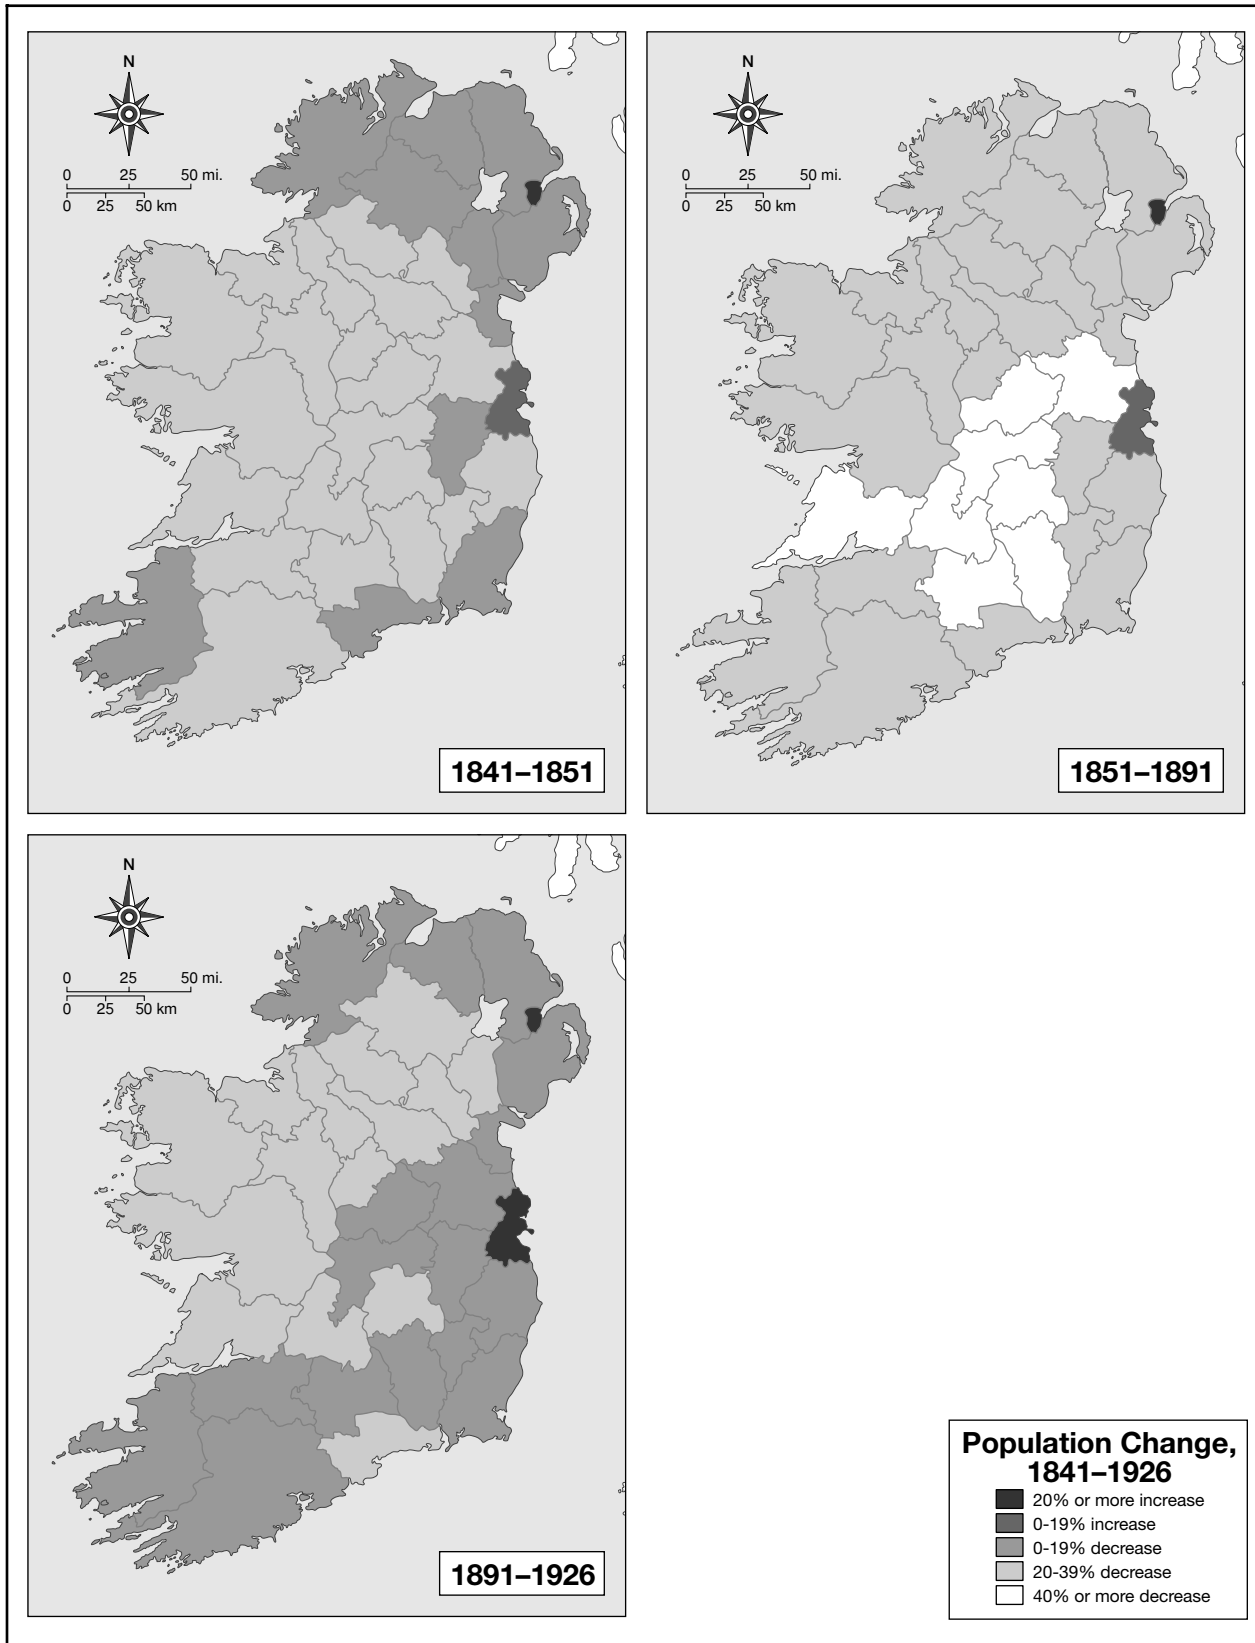 N
0 25 50 mi.
0 25 50 km
1841–1851
N
0 25 50 mi.
0 25 50 km
1851–1891
N
0 25 50 mi.
0 25 50 km
1891–1926
Population Change,
1841–1926
20% or more increase
0-19% increase
0-19% decrease
20-39% decrease
40% or more decrease